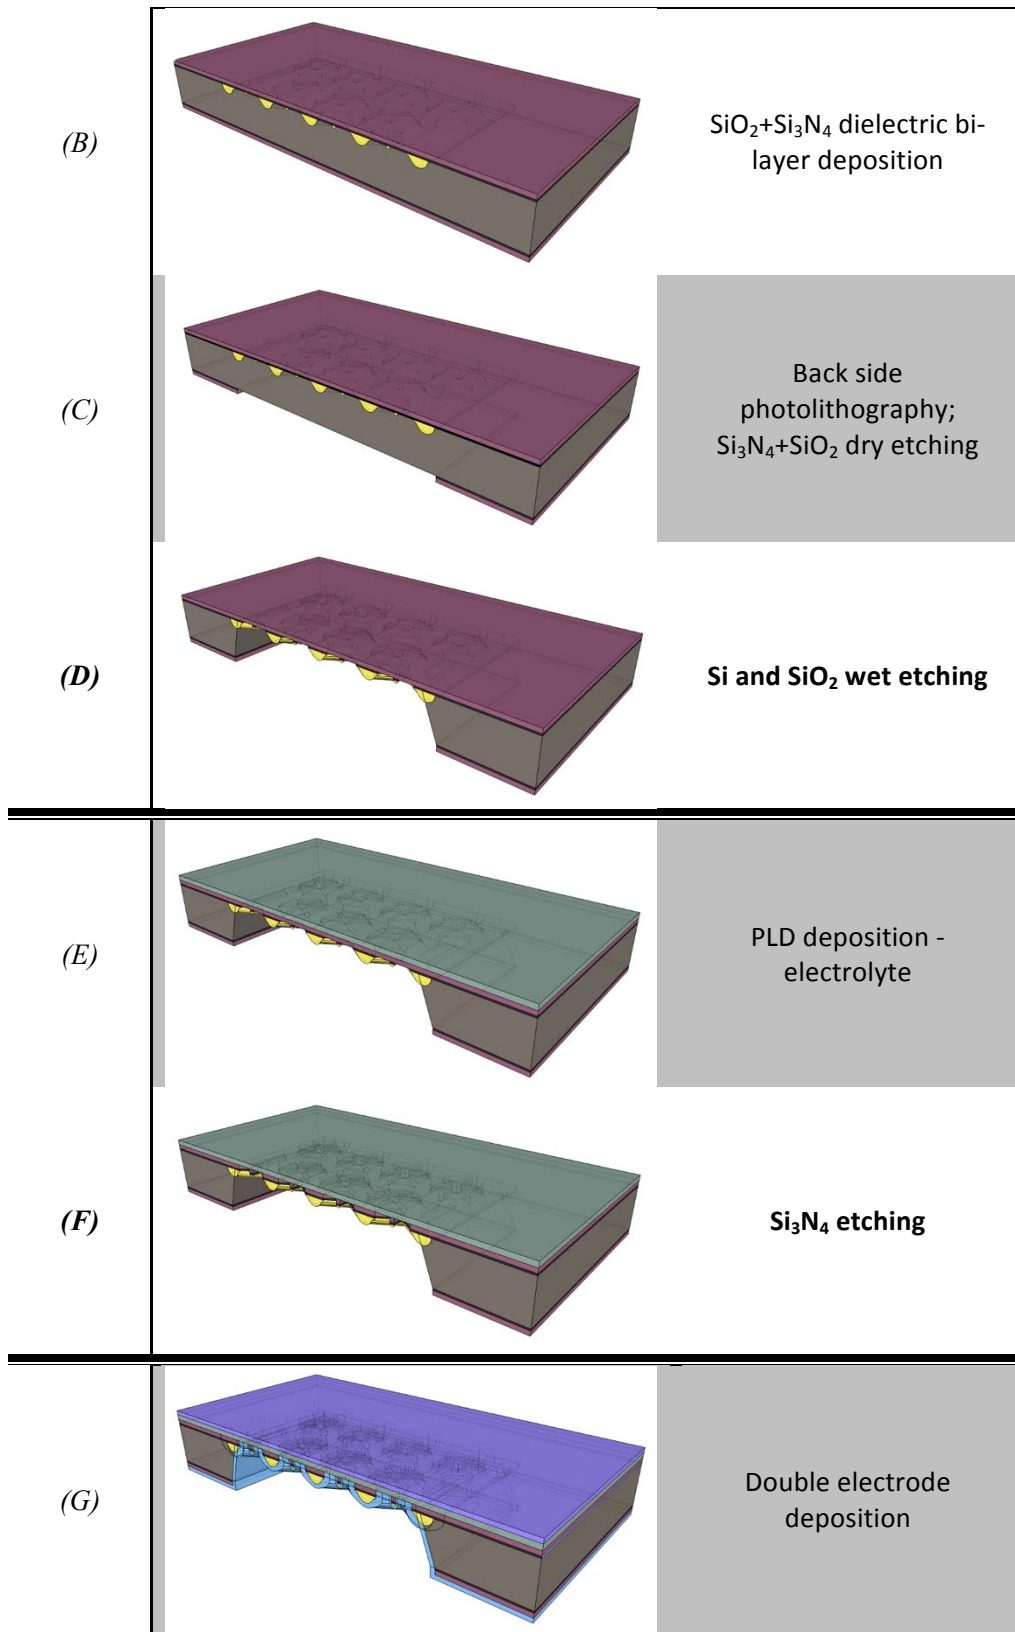 (B)
SiO₂+Si₃N₄ dielectric bi-
layer deposition
(C)
Back side
photolithography;
Si₃N₄+SiO₂ dry etching
(D)
Si and SiO₂ wet etching
(E)
PLD deposition -
electrolyte
(F)
Si₃N₄ etching
(G)
Double electrode
deposition